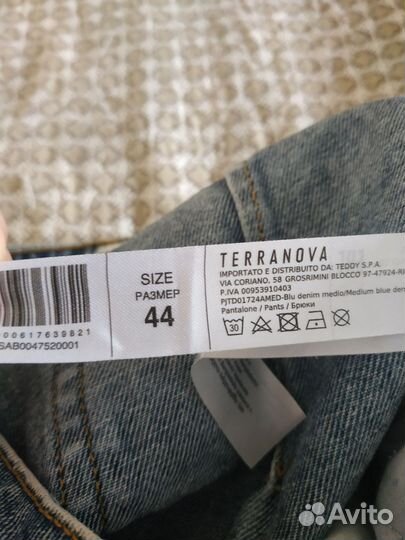 00617639821
SAB0047520001
SIZE
РАЗМЕР
44
TERRANOVA
IMPORTATO E DISTRIBUITO DA: TEDDY S.P.A.
VIA CORIANO, 58 GROSRIMINI BLOCCO 97-47924-RI
P.IVA 00953910403
PJTD01724AMED-Blu denim medio/Medium blue den
Pantalone / Pants / Брюки
30
Avito